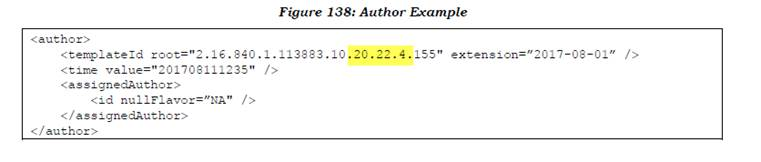 Figure 138: Author Example
<author>
<templateId root="2.16.840.1.113883.10.20.22.4.155" extension=”2017-08-01” />
<time value="201708111235" />
<assignedAuthor>
<id nullFlavor=”NA" />
</assignedAuthor>
</author>